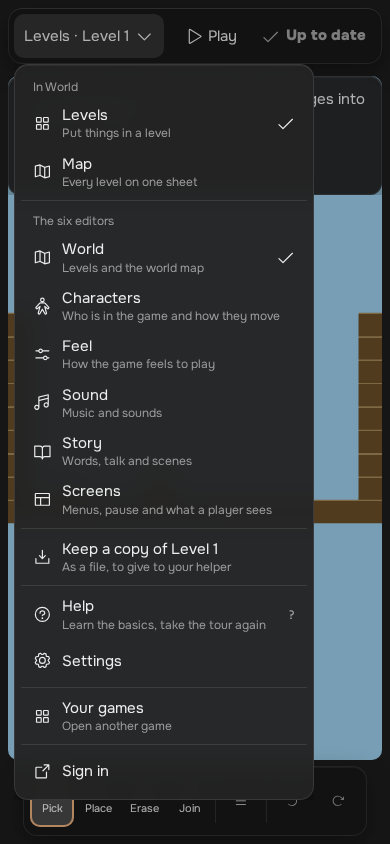 Levels · Level 1
Play
Up to date
In World
ges into
Levels
Put things in a level
Map
Every level on one sheet
The six editors
World
Levels and the world map
Characters
Who is in the game and how they move
Feel
How the game feels to play
Sound
Music and sounds
Story
Words, talk and scenes
Screens
Menus, pause and what a player sees
Keep a copy of Level 1
As a file, to give to your helper
Help
?
Learn the basics, take the tour again
Settings
Your games
Open another game
Sign in
Pick
Place
Erase
Join